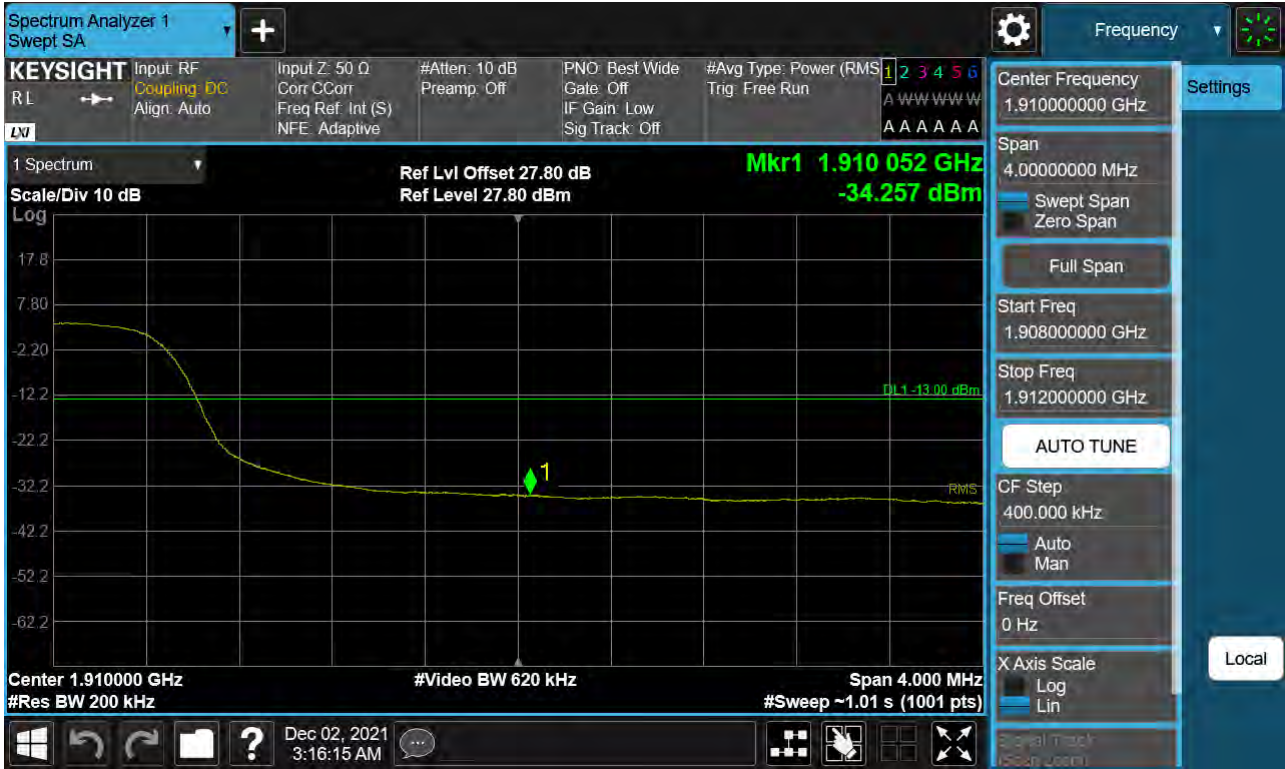 Spectrum Analyzer 1
Swept SA
+
Frequency
KEYSIGHT
RL
LXI
Input: RF
Coupling: DC
Align: Auto
Input Z: 50 Ω
Corr CCorr
Freq Ref: Int (S)
NFE: Adaptive
#Atten: 10 dB
Preamp: Off
PNO: Best Wide
Gate: Off
IF Gain: Low
Sig Track: Off
#Avg Type: Power (RMS
Trig: Free Run
1 2 3 4 5 6
A W W W W W
A A A A A A
1 Spectrum
Scale/Div 10 dB
Ref Lvl Offset 27.80 dB
Ref Level 27.80 dBm
Mkr1 1.910 052 GHz
-34.257 dBm
Log
17.8
7.80
-2.20
-12.2
-22.2
-32.2
-42.2
-52.2
-62.2
DL1 -13.00 dBm
1
RMS
Center 1.910000 GHz
#Res BW 200 kHz
#Video BW 620 kHz
Span 4.000 MHz
#Sweep ~1.01 s (1001 pts)
Center Frequency
1.910000000 GHz
Span
4.00000000 MHz
Swept Span
Zero Span
Full Span
Start Freq
1.908000000 GHz
Stop Freq
1.912000000 GHz
AUTO TUNE
CF Step
400.000 kHz
Auto
Man
Freq Offset
0 Hz
X Axis Scale
Log
Lin
Signal Track
(Span Zoom)
Settings
Local
?
Dec 02, 2021
3:16:15 AM